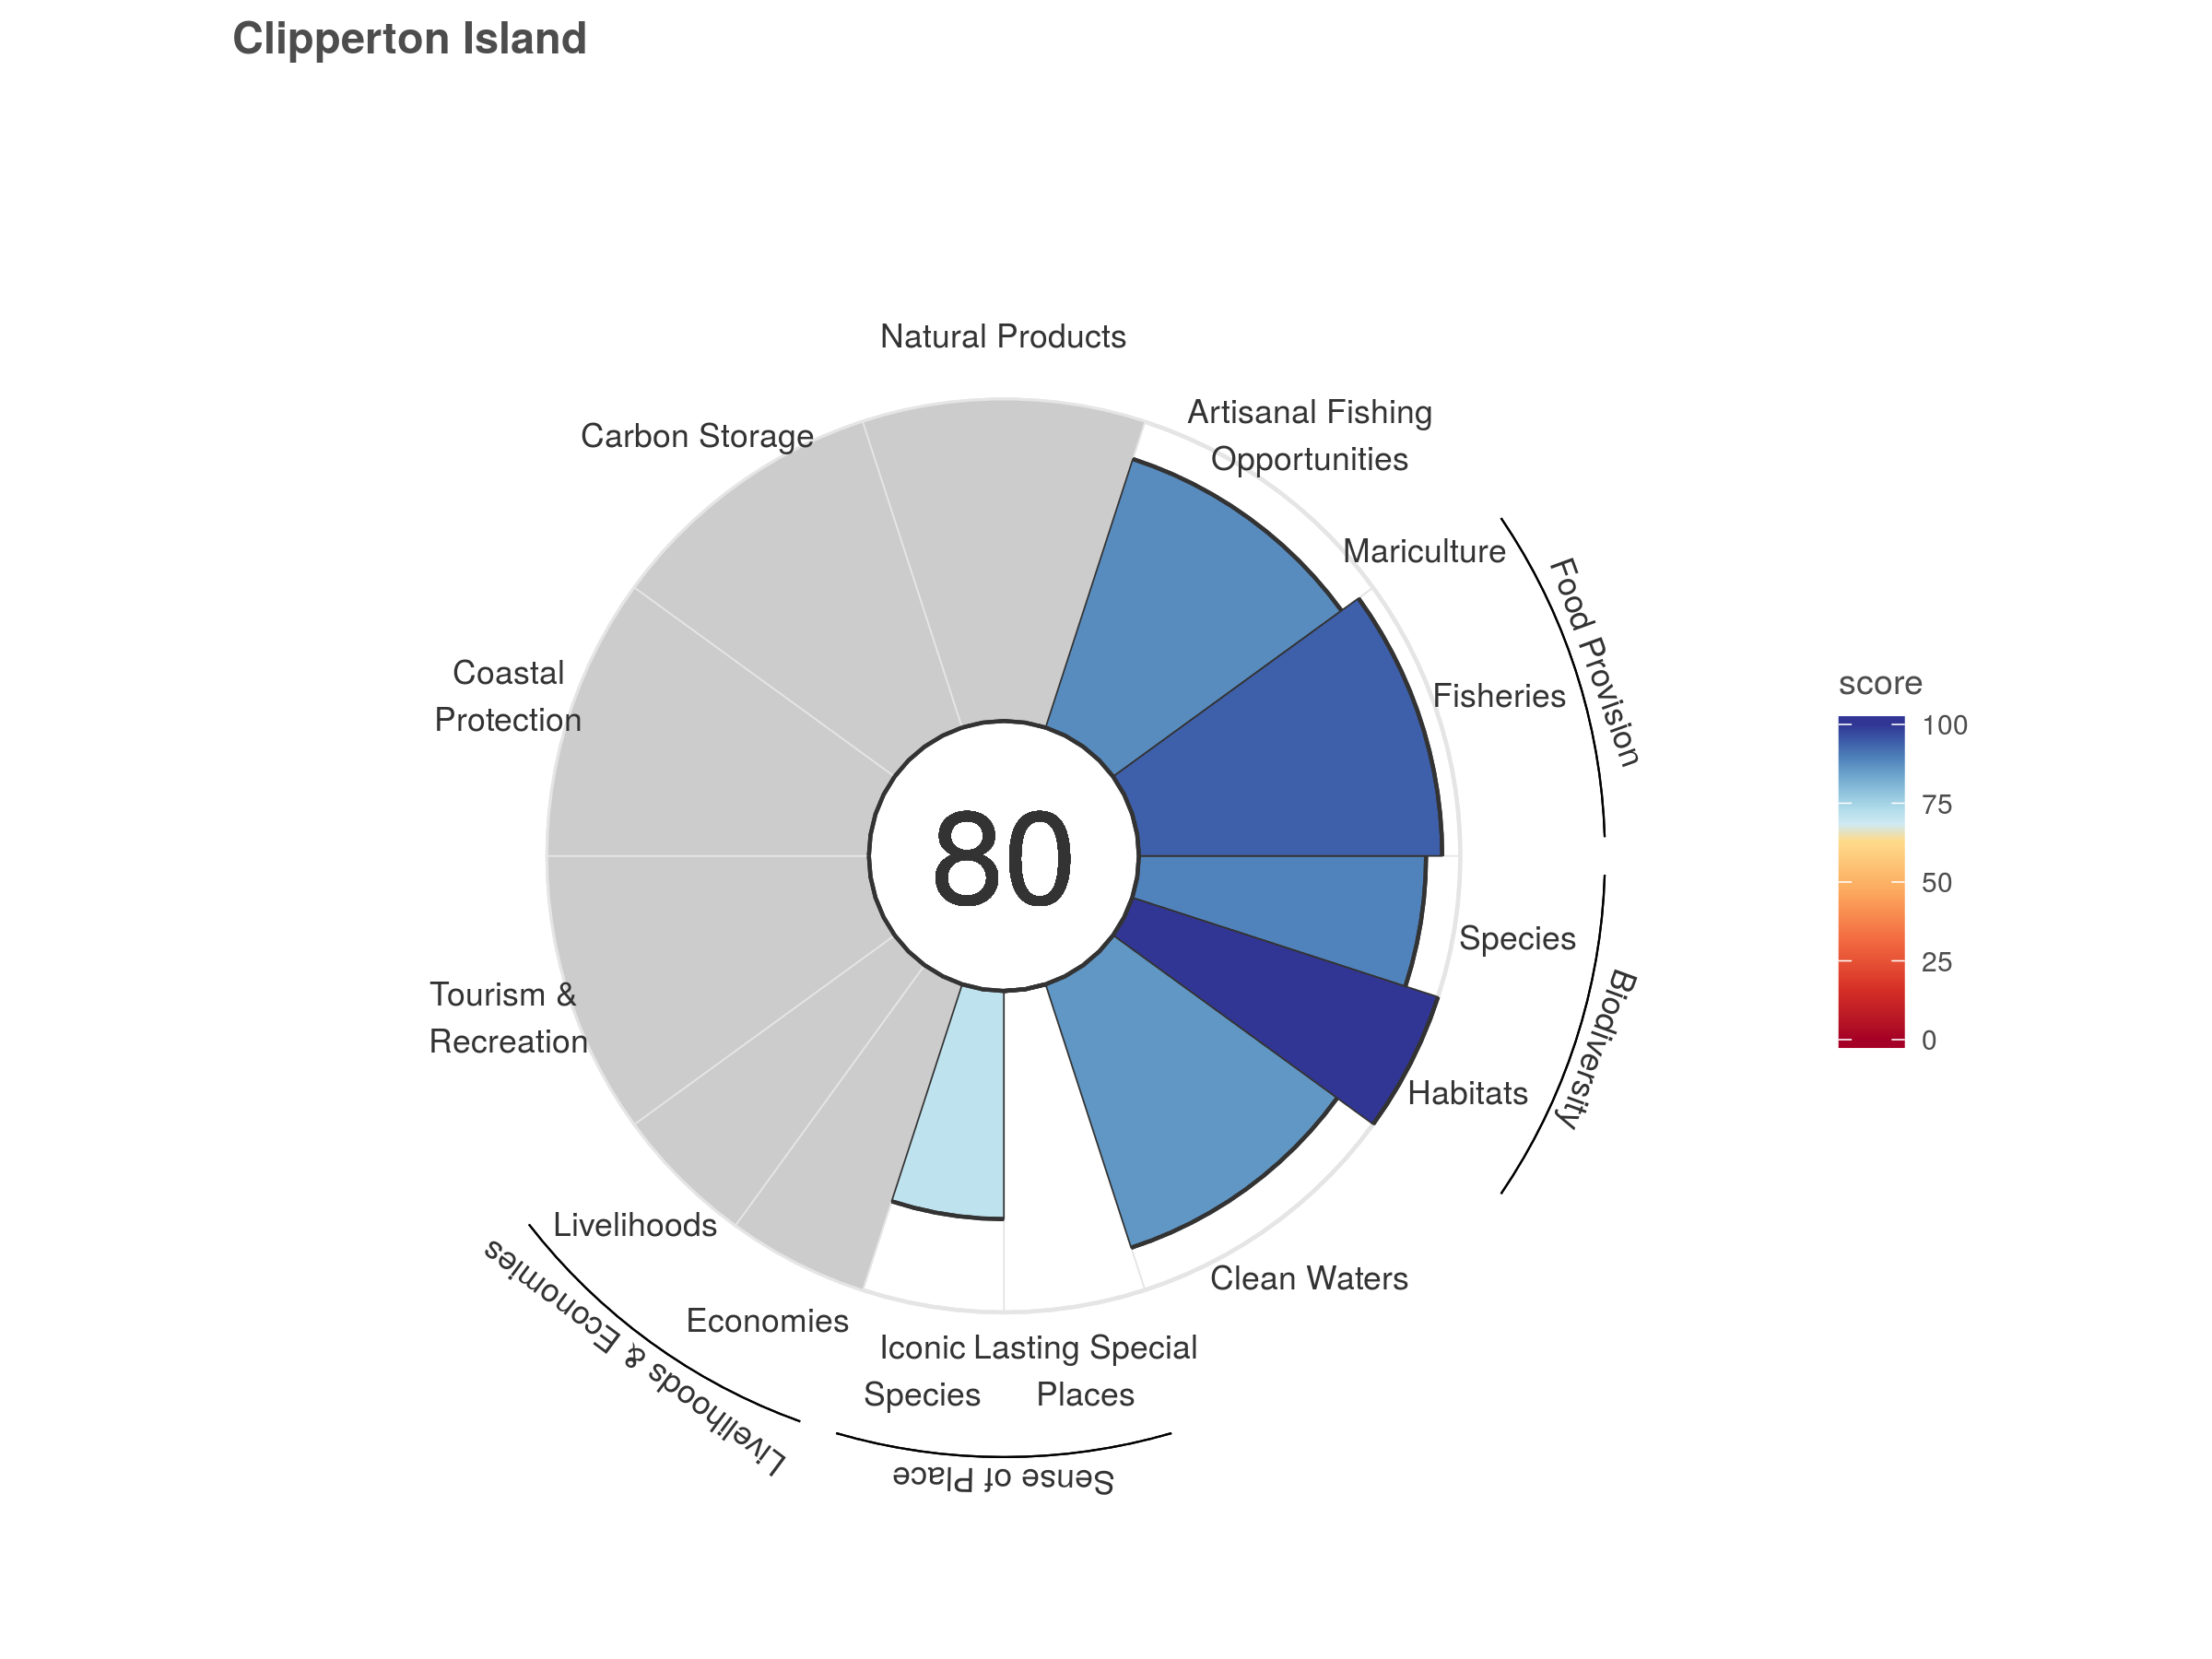 Clipperton Island
Natural Products
Artisanal Fishing
Opportunities
Carbon Storage
Mariculture
Food Provision
Fisheries
Coastal
Protection
score
100
75
50
25
0
80
Species
Biodiversity
Tourism &
Recreation
Habitats
Livelihoods
Clean Waters
Economies
Livelihoods & Economies
Iconic
Species
Lasting Special
Places
Sense of Place